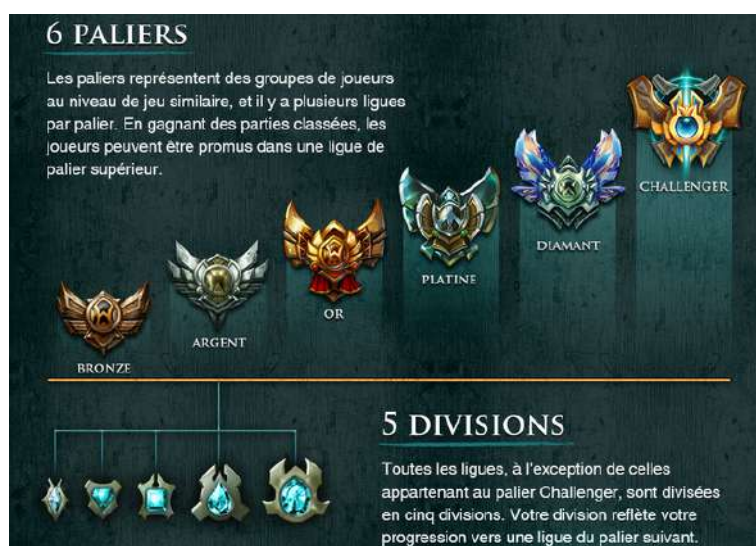 6 PALIERS
Les paliers représentent des groupes de joueurs
au niveau de jeu similaire, et il y a plusieurs ligues
par palier. En gagnant des parties classées, les
joueurs peuvent être promus dans une ligue de
palier supérieur.
CHALLENGER
DIAMANT
PLATINE
OR
ARGENT
BRONZE
5 DIVISIONS
Toutes les ligues, à l'exception de celles
appartenant au palier Challenger, sont divisées
en cinq divisions. Votre division reflète votre
progression vers une ligue du palier suivant.